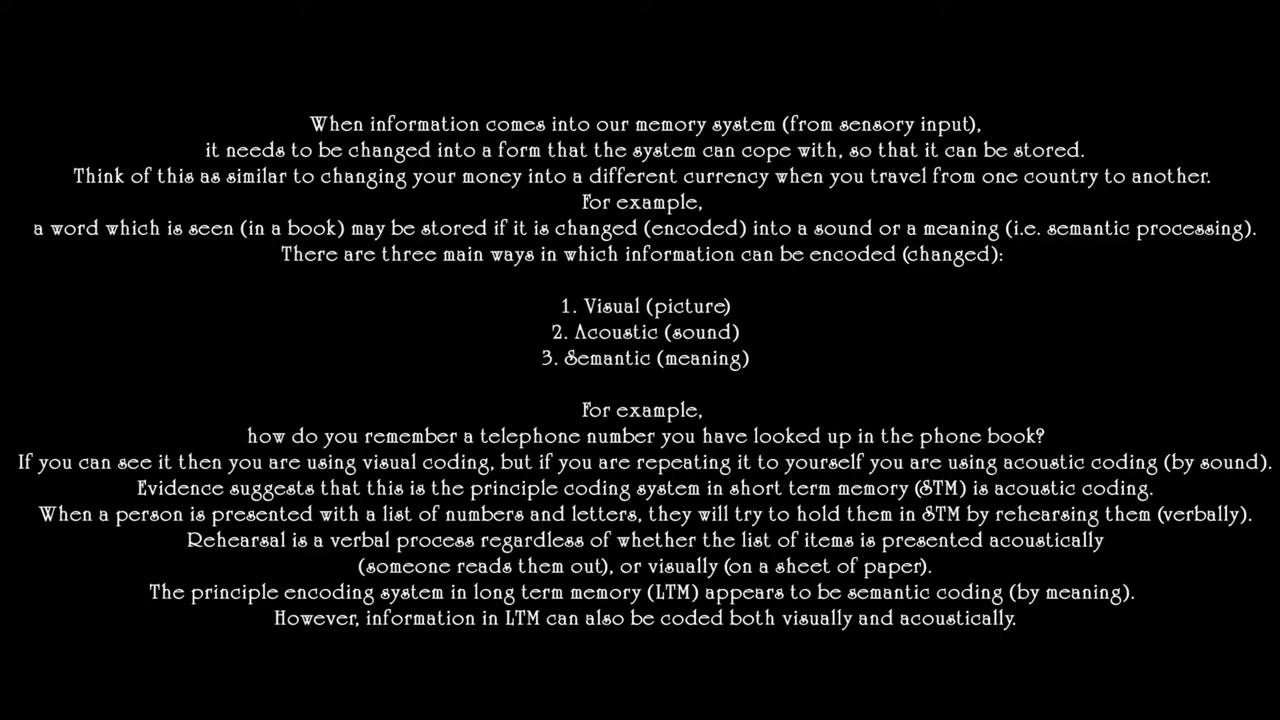 When information comes into our memory system (from sensory input),
it needs to be changed into a form that the system can cope with, so that it can be stored.
Think of this as similar to changing your money into a different currency when you travel from one country to another.
For example,
a word which is seen (in a book) may be stored if it is changed (encoded) into a sound or a meaning (i.e. semantic processing).
There are three main ways in which information can be encoded (changed):
1. Visual (picture)
2. Acoustic (sound)
3. Semantic (meaning)
For example,
how do you remember a telephone number you have looked up in the phone book?
If you can see it then you are using visual coding, but if you are repeating it to yourself you are using acoustic coding (by sound).
Evidence suggests that this is the principle coding system in short term memory (STM) is acoustic coding.
When a person is presented with a list of numbers and letters, they will try to hold them in STM by rehearsing them (verbally).
Rehearsal is a verbal process regardless of whether the list of items is presented acoustically
(someone reads them out), or visually (on a sheet of paper).
The principle encoding system in long term memory (LTM) appears to be semantic coding (by meaning).
However, information in LTM can also be coded both visually and acoustically.